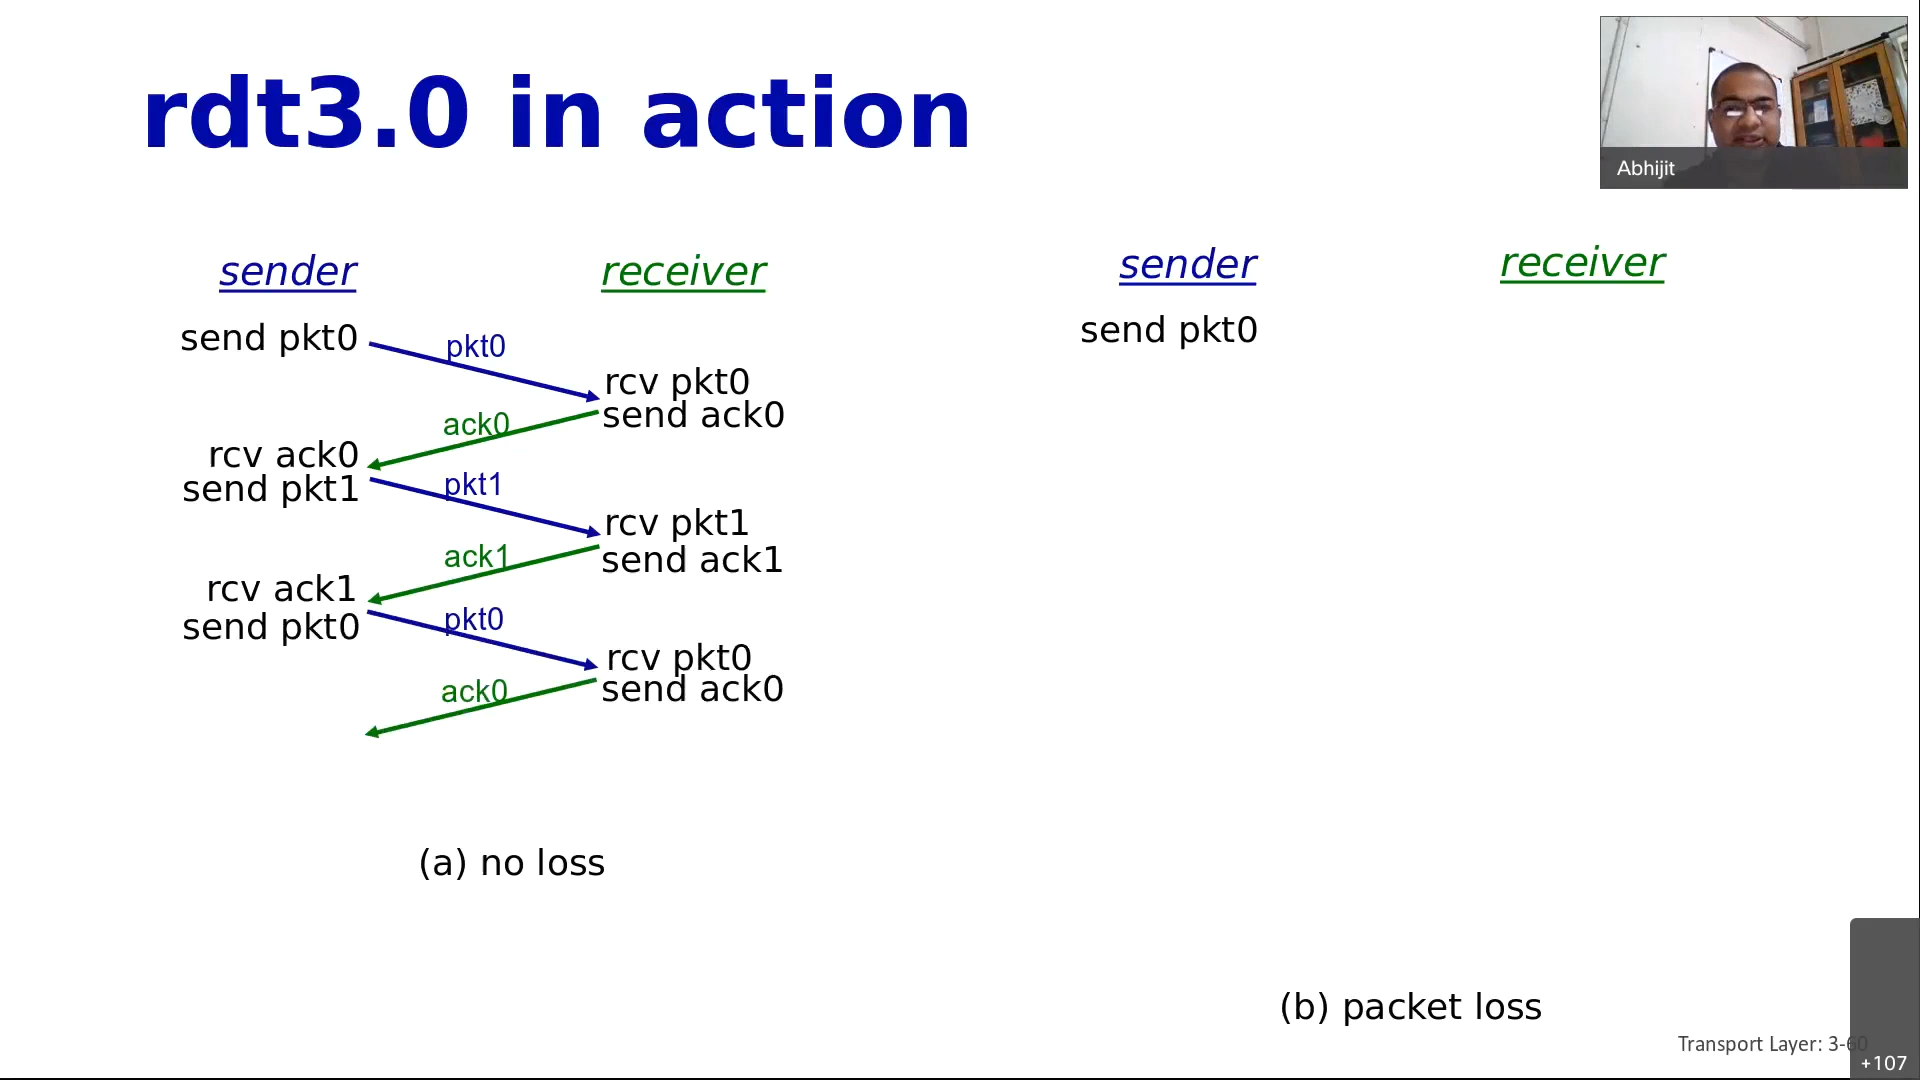 rdt3.0 in action
Abhijit
sender
receiver
send pkt0
pkt0
rcv pkt0
send ack0
ack0
rcv ack0
send pkt1
pkt1
rcv pkt1
send ack1
ack1
rcv ack1
send pkt0
pkt0
rcv pkt0
send ack0
ack0
(a) no loss
sender
receiver
send pkt0
(b) packet loss
Transport Layer: 3-60
+107